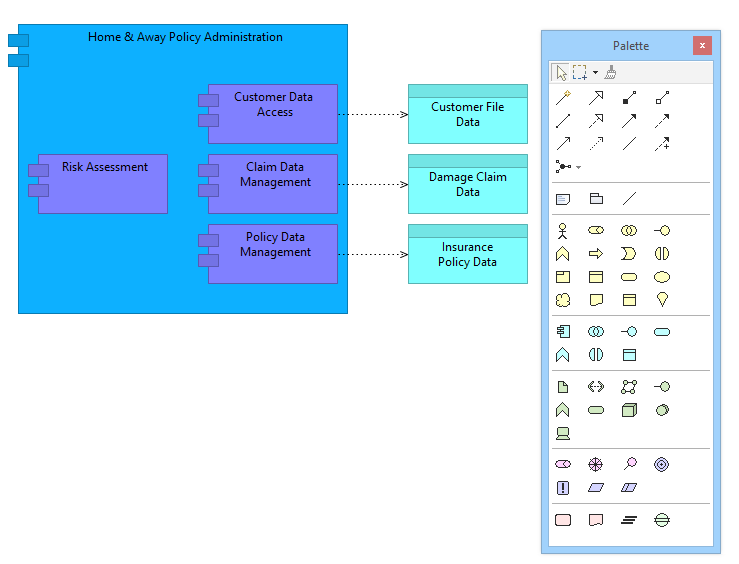 Home & Away Policy Administration
Customer Data
Access
Risk Assessment
Claim Data
Management
Policy Data
Management
Customer File
Data
Damage Claim
Data
Insurance
Policy Data
Palette
x